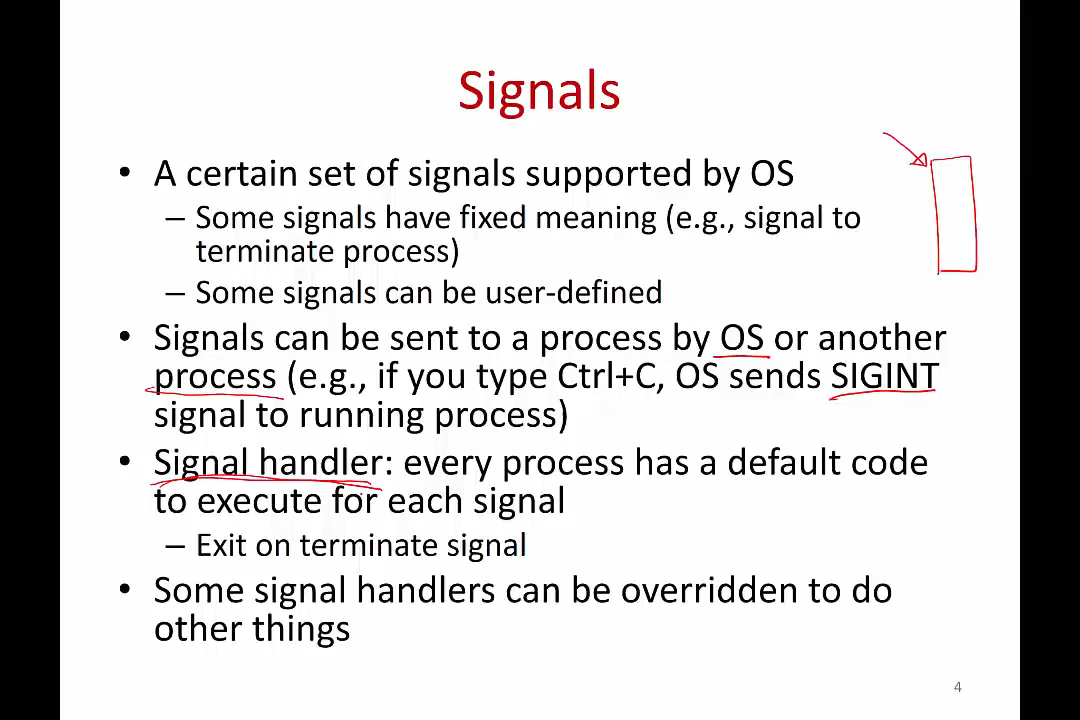 Signals
• A certain set of signals supported by OS
– Some signals have fixed meaning (e.g., signal to
terminate process)
– Some signals can be user-defined
• Signals can be sent to a process by OS or another
process (e.g., if you type Ctrl+C, OS sends SIGINT
signal to running process)
• Signal handler: every process has a default code
to execute for each signal
– Exit on terminate signal
• Some signal handlers can be overridden to do
other things
4